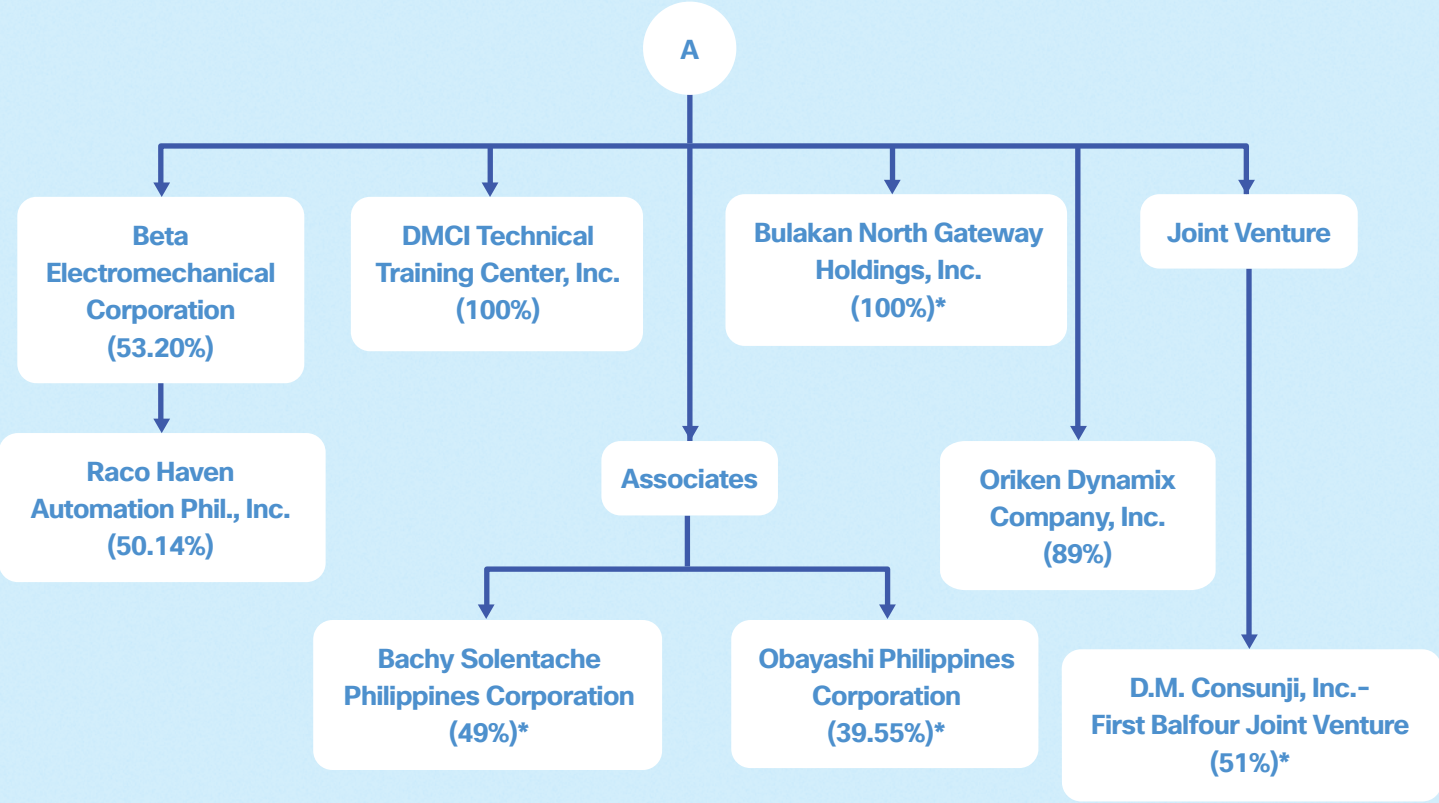 A
Beta
Electromechanical
Corporation
(53.20%)
DMCI Technical
Training Center, Inc.
(100%)
Bulakan North Gateway
Holdings, Inc.
(100%)*
Joint Venture
Raco Haven
Automation Phil., Inc.
(50.14%)
Associates
Oriken Dynamix
Company, Inc.
(89%)
Bachy Solentache
Philippines Corporation
(49%)*
Obayashi Philippines
Corporation
(39.55%)*
D.M. Consunji, Inc.-
First Balfour Joint Venture
(51%)*